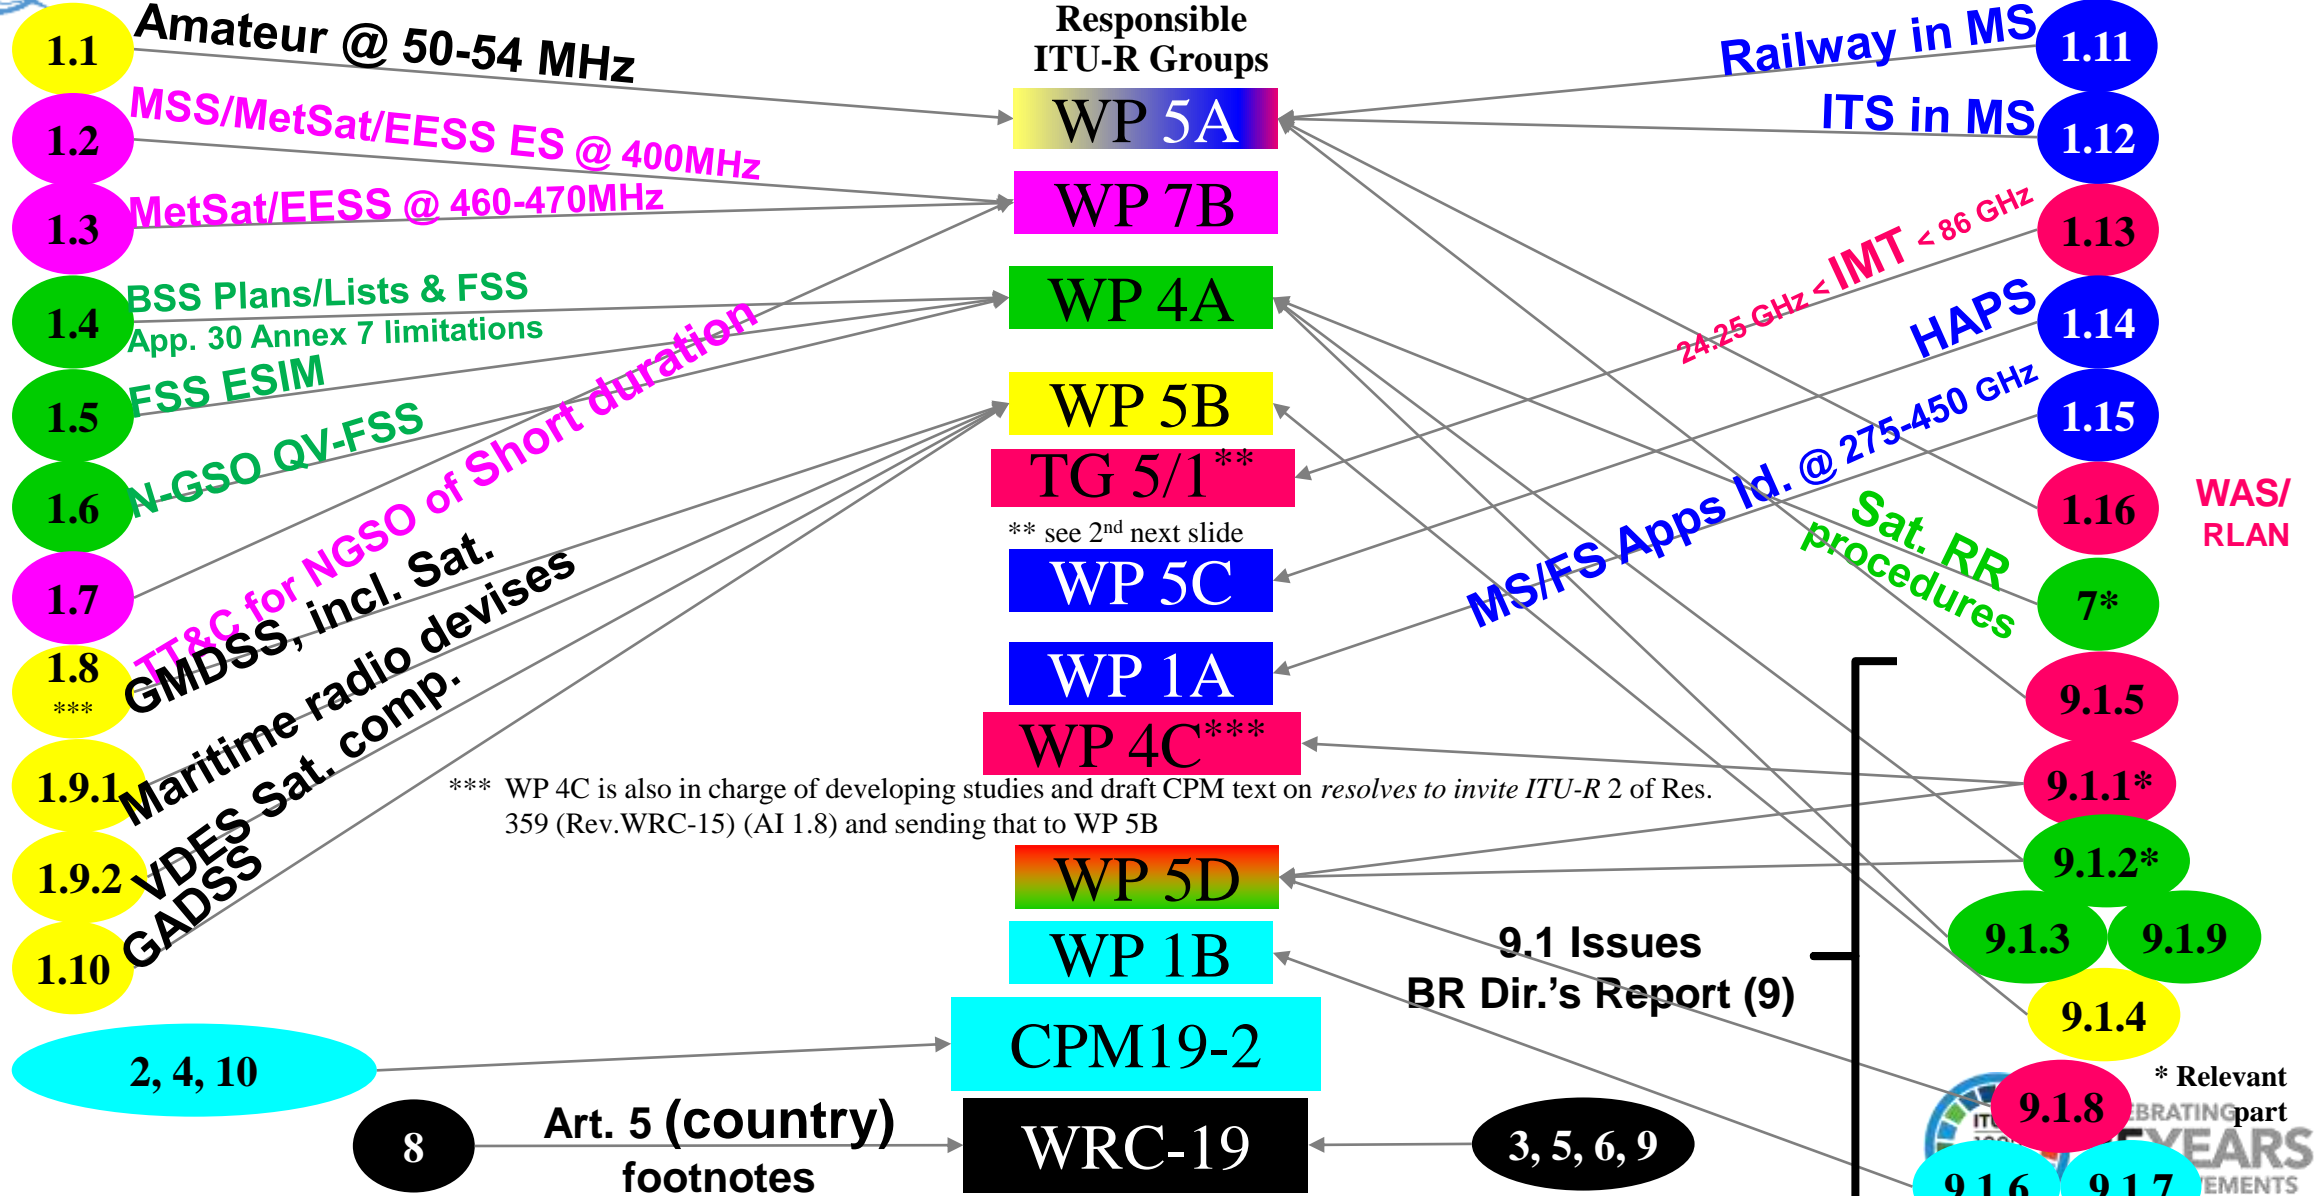 Responsible
ITU-R Groups
1.1
Amateur @ 50-54 MHz
1.2
MSS/MetSat/EESS ES @ 400MHz
1.3
MetSat/EESS @ 460-470MHz
1.4
BSS Plans/Lists & FSS
App. 30 Annex 7 limitations
1.5
FSS ESIM
1.6
N-GSO QV-FSS
1.7
TT&C for NGSO of Short duration
1.8
***
GMDSS, incl. Sat.
1.9.1
Maritime radio devises
1.9.2
VDES Sat. comp.
1.10
GADSS
2, 4, 10
8
Art. 5 (country)
footnotes
WP 5A
WP 7B
WP 4A
WP 5B
TG 5/1**
** see 2nd next slide
WP 5C
WP 1A
WP 4C***
*** WP 4C is also in charge of developing studies and draft CPM text on resolves to invite ITU-R 2 of Res.
359 (Rev.WRC-15) (AI 1.8) and sending that to WP 5B
WP 5D
WP 1B
CPM19-2
WRC-19
3, 5, 6, 9
Railway in MS
1.11
ITS in MS
1.12
24.25 GHz < IMT < 86 GHz
1.13
HAPS
1.14
MS/FS Apps Id. @ 275-450 GHz
1.15
1.16
WAS/
RLAN
Sat. RR
procedures
7*
9.1.5
9.1.1*
9.1.2*
9.1.3
9.1.9
9.1.4
9.1 Issues
BR Dir.'s Report (9)
* Relevant
part
9.1.8
9.1.6
9.1.7
YEARS